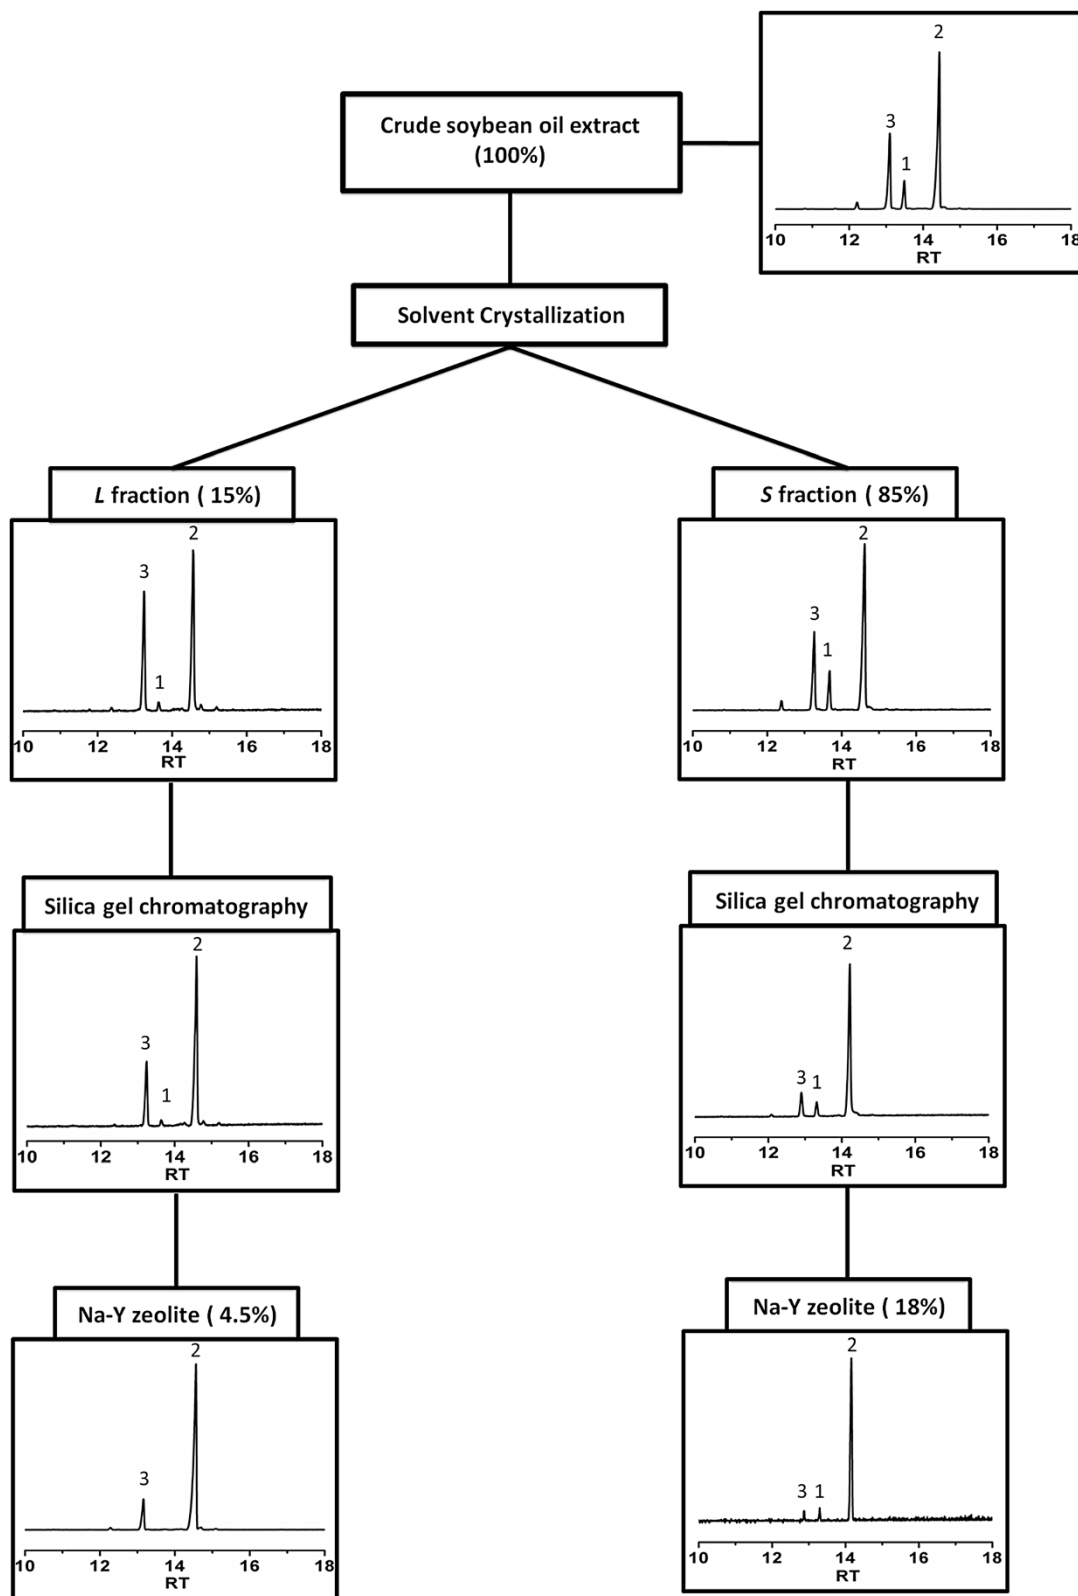 2
3
1
10 12 14 16 18
RT
Crude soybean oil extract
(100%)
Solvent Crystallization
L fraction ( 15%)
2
3
1
10 12 14 16 18
RT
S fraction ( 85%)
2
3
1
10 12 14 16 18
RT
Silica gel chromatography
2
3
1
10 12 14 16 18
RT
Silica gel chromatography
2
3 1
10 12 14 16 18
RT
Na-Y zeolite ( 4.5%)
2
3
10 12 14 16 18
RT
Na-Y zeolite ( 18%)
2
3 1
10 12 14 16 18
RT